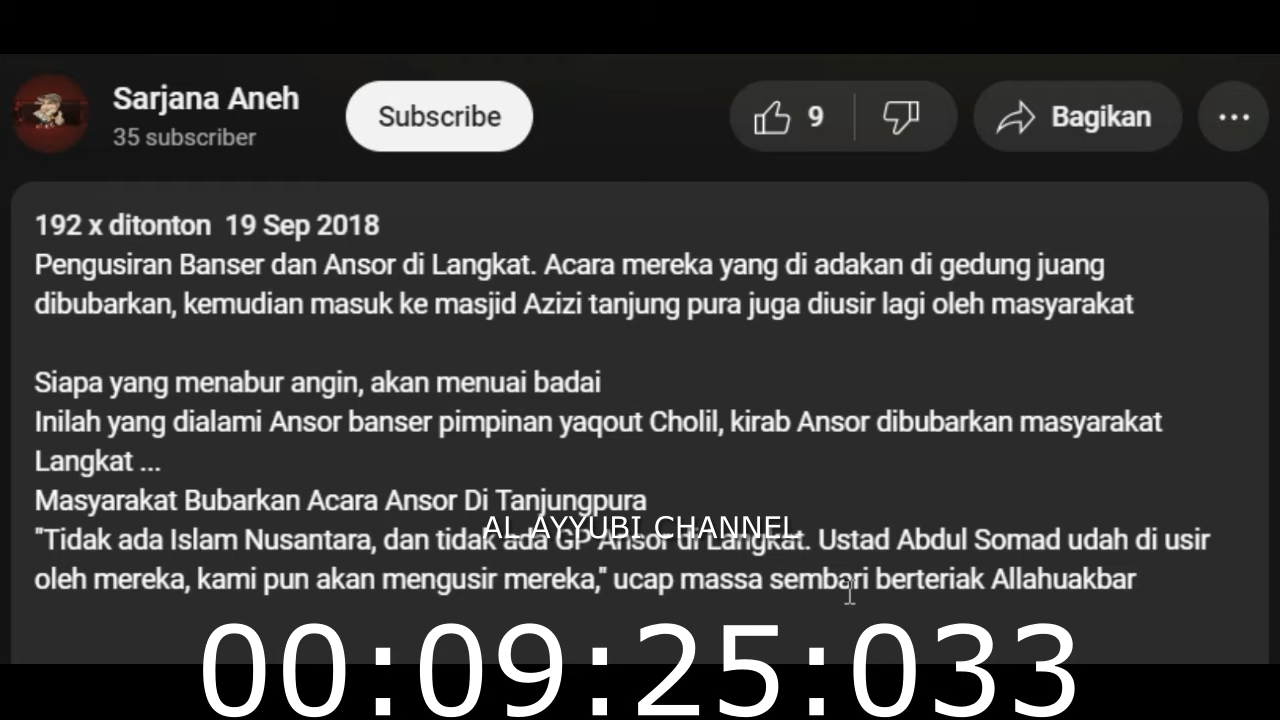 Sarjana Aneh
35 subscriber
Subscribe
9
Bagikan
192 x ditonton 19 Sep 2018
Pengusiran Banser dan Ansor di Langkat. Acara mereka yang di adakan di gedung juang
dibubarkan, kemudian masuk ke masjid Azizi tanjung pura juga diusir lagi oleh masyarakat
Siapa yang menabur angin, akan menuai badai
Inilah yang dialami Ansor banser pimpinan yaqout Cholil, kirab Ansor dibubarkan masyarakat
Langkat ...
Masyarakat Bubarkan Acara Ansor Di Tanjungpura
AL AYYUBI CHANNEL
"Tidak ada Islam Nusantara, dan tidak ada GP Ansor di Langkat. Ustad Abdul Somad udah di usir
oleh mereka, kami pun akan mengusir mereka," ucap massa sembari berteriak Allahuakbar
00:09:25:033